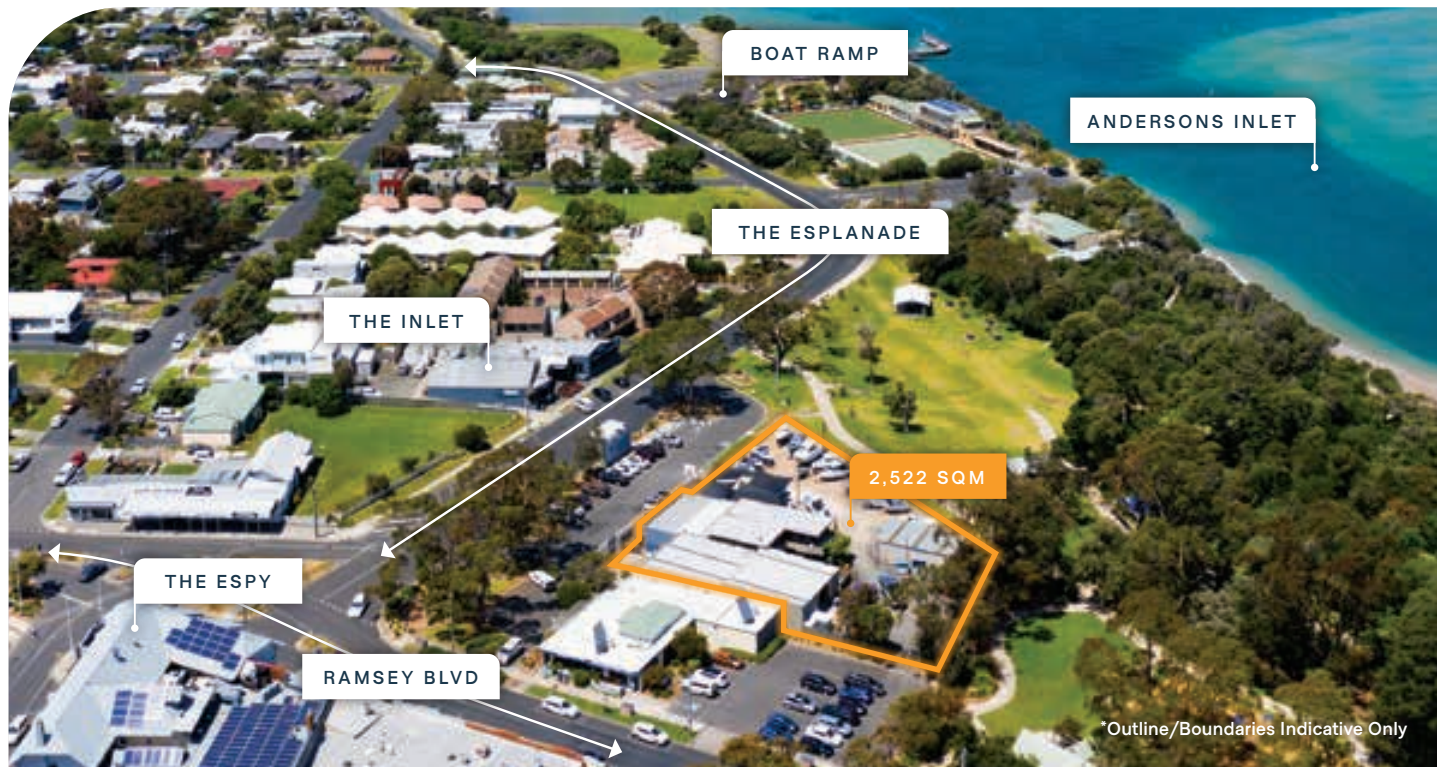 BOAT RAMP
ANDERSONS INLET
THE ESPLANADE
THE INLET
2,522 SQM
THE ESPY
RAMSEY BLVD
*Outline/Boundaries Indicative Only